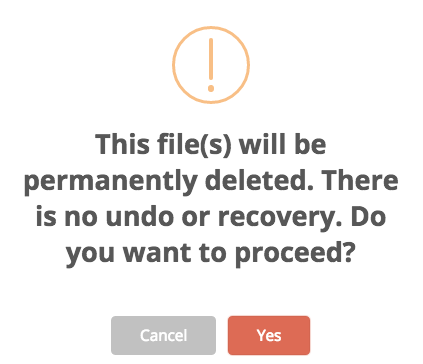 This file(s) will be
permanently deleted. There
is no undo or recovery. Do
you want to proceed?
Cancel Yes